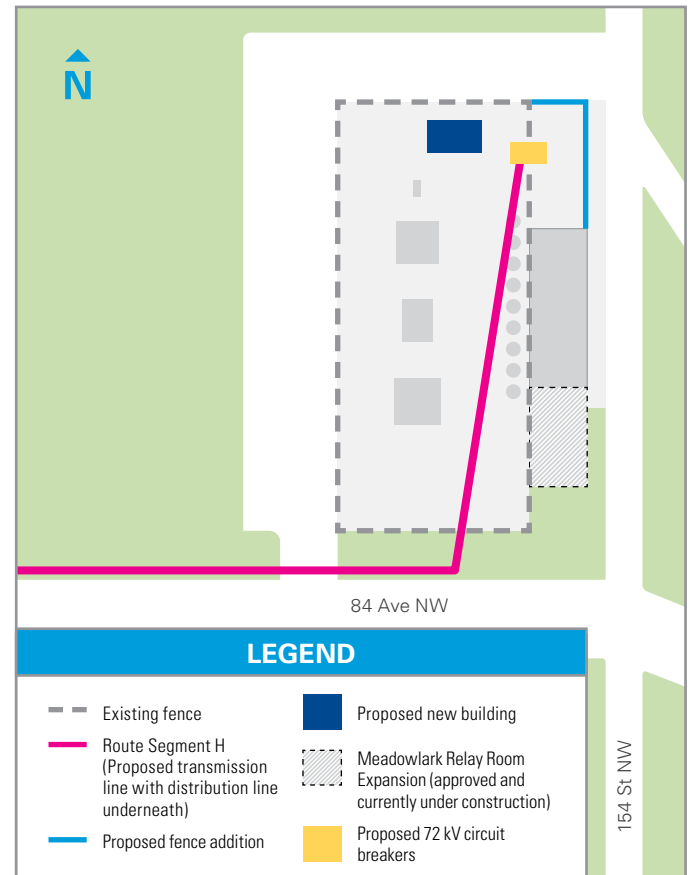 N
84 Ave NW
LEGEND
Existing fence
Route Segment H
(Proposed transmission
line with distribution line
underneath)
Proposed fence addition
Proposed new building
Meadowlark Relay Room
Expansion (approved and
currently under construction)
Proposed 72 kV circuit
breakers
154 St NW